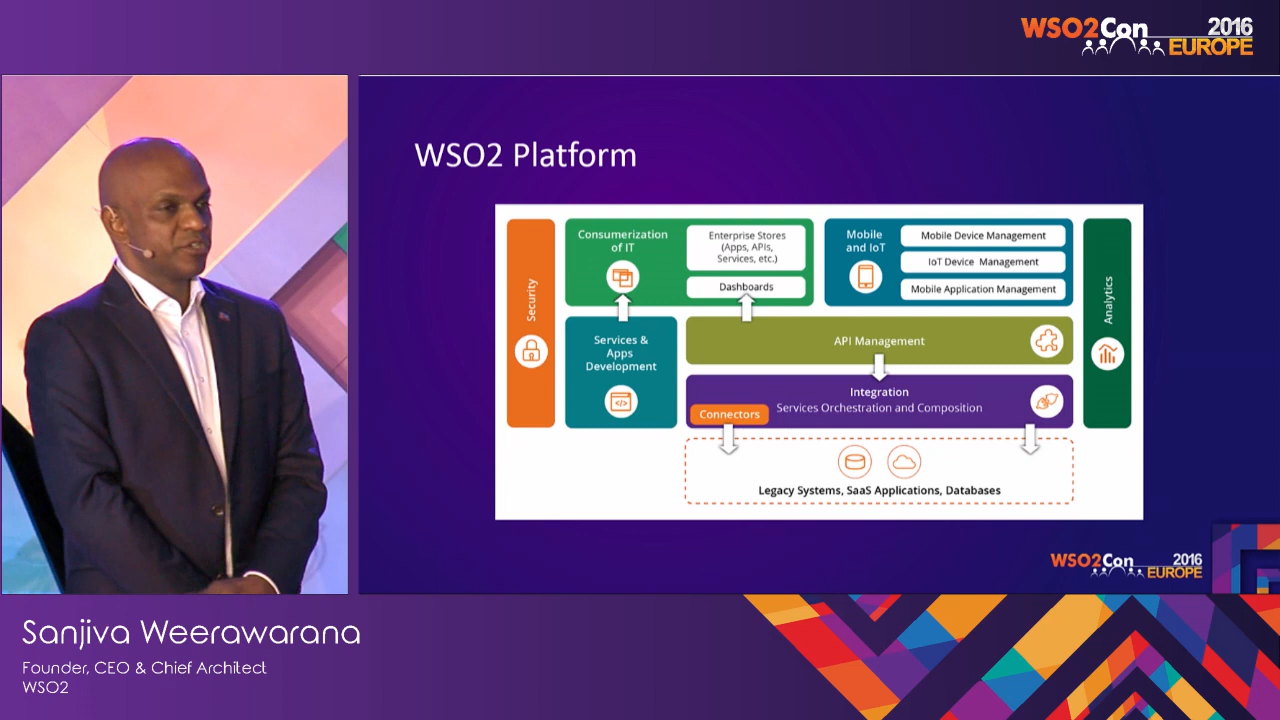 WSO2Con 2016
EUROPE
WSO2 Platform
Security
Consumerization
of IT
Enterprise Stores
(Apps, APIs,
Services, etc.)
Dashboards
Mobile
and IoT
Mobile Device Management
IoT Device Management
Mobile Application Management
Analytics
Services &
Apps
Development
</>
API Management
Integration
Services Orchestration and Composition
Connectors
Legacy Systems, SaaS Applications, Databases
WSO2Con 2016
EUROPE
Sanjiva Weerawarana
Founder, CEO & Chief Architect
WSO2